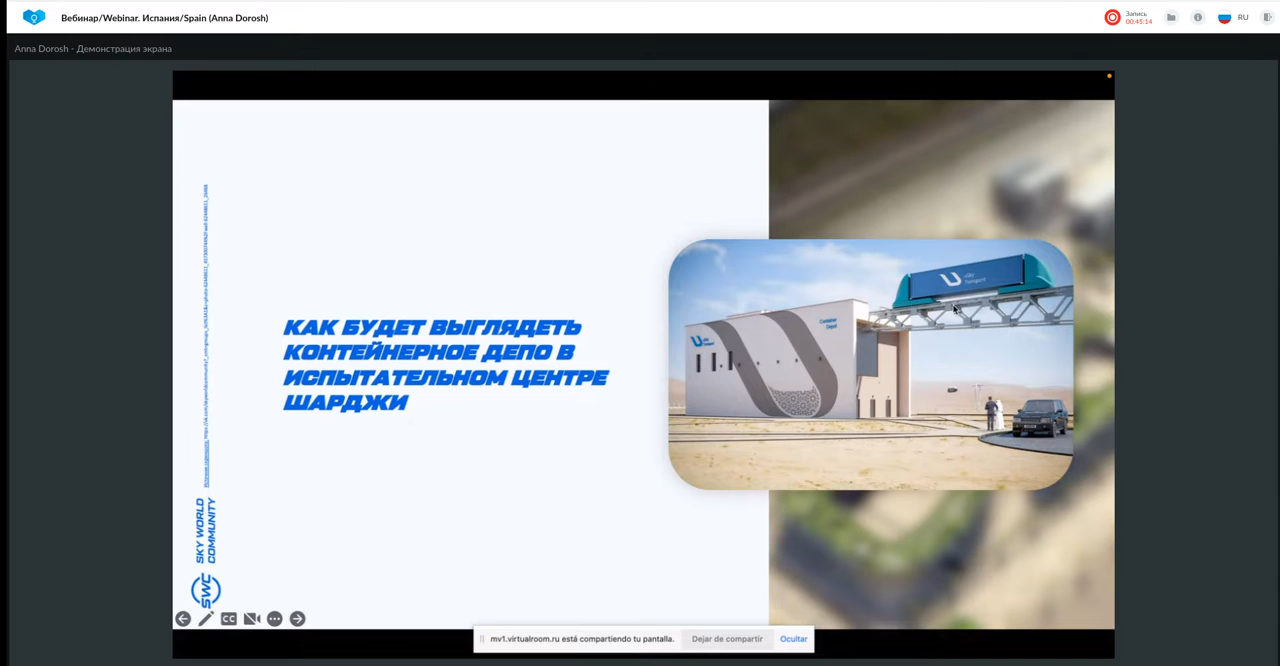 Вебинар/Webinar. Испания/Spain (Anna Dorosh)
Запись
00:45:14
RU
Anna Dorosh - Демонстрация экрана
КАК БУДЕТ ВЫГЛЯДЕТЬ
КОНТЕЙНЕРНОЕ ДЕПО В
ИСПЫТАТЕЛЬНОМ ЦЕНТРЕ
ШАРДЖИ
Container
Depot
SKY WORLD
COMMUNITY
SWC
CC
mv1.virtualroom.ru está compartiendo tu pantalla.
Dejar de compartir
Ocultar